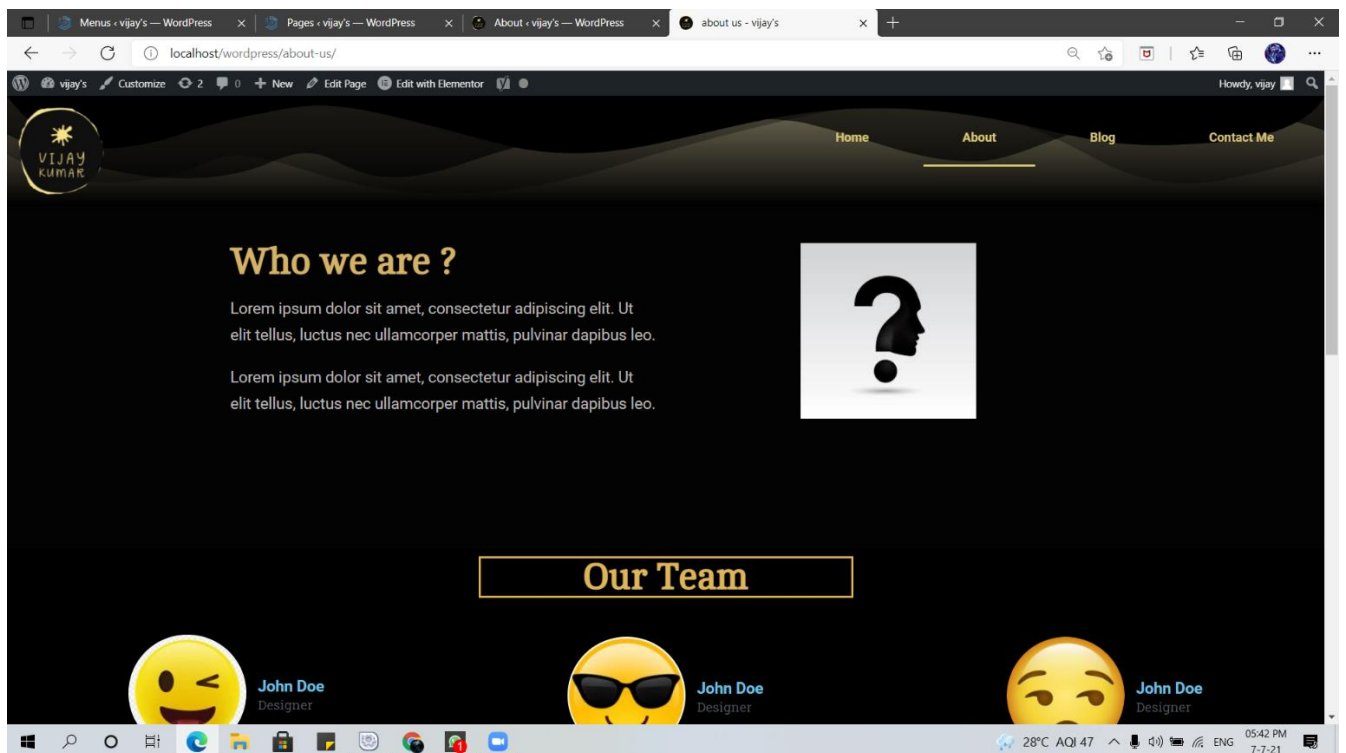 Menus ‹ vijay's — WordPress
Pages ‹ vijay's — WordPress
About ‹ vijay's — WordPress
about us - vijay's
localhost/wordpress/about-us/
vijay's Customize 2 0 New Edit Page Edit with Elementor
Howdy, vijay
VIJAY
KUMAR
Home About Blog Contact Me
Who we are ?
Lorem ipsum dolor sit amet, consectetur adipiscing elit. Ut
elit tellus, luctus nec ullamcorper mattis, pulvinar dapibus leo.
Lorem ipsum dolor sit amet, consectetur adipiscing elit. Ut
elit tellus, luctus nec ullamcorper mattis, pulvinar dapibus leo.
Our Team
John Doe
Designer
John Doe
Designer
John Doe
Designer
28°C AQI 47
ENG
05:42 PM
7-7-21